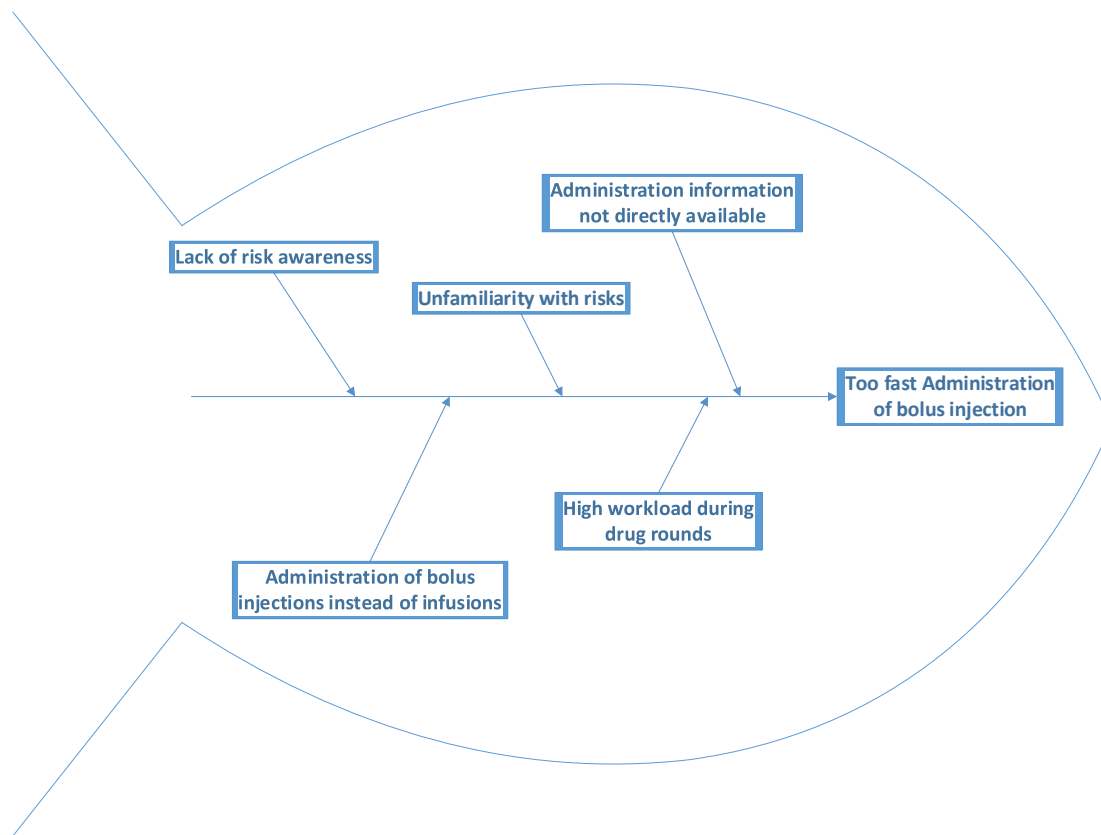 Administration information
not directly available
Lack of risk awareness
Unfamiliarity with risks
Too fast Administration
of bolus injection
High workload during
drug rounds
Administration of bolus
injections instead of infusions